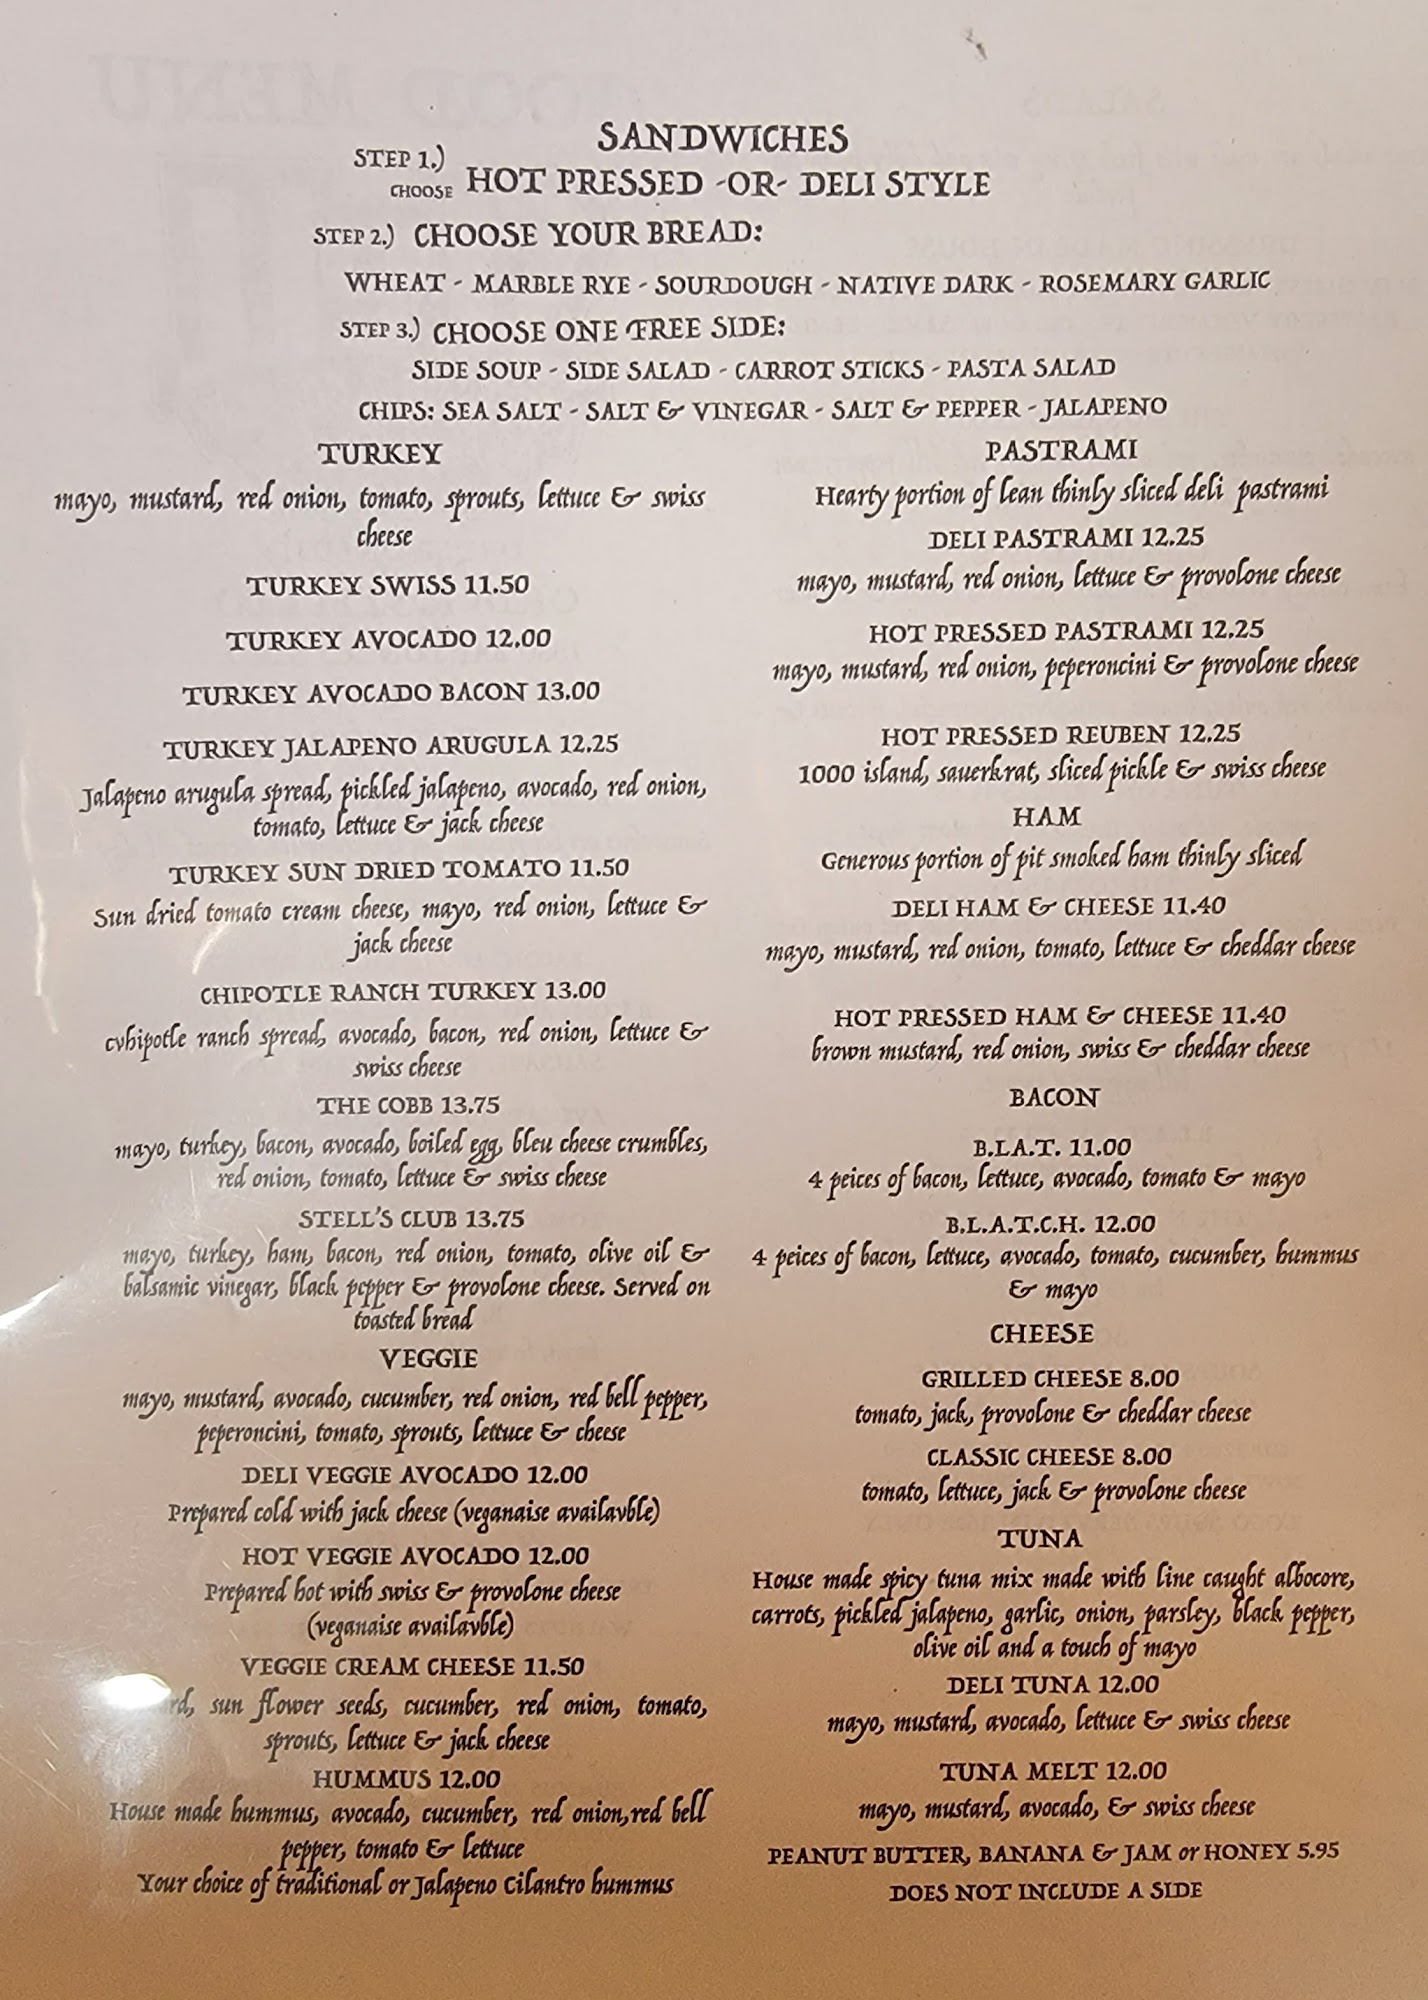 SANDWICHES
STEP 1.)
CHOOSE HOT PRESSED -OR- DELI STYLE
STEP 2.) CHOOSE YOUR BREAD:
WHEAT - MARBLE RYE - SOURDOUGH - NATIVE DARK - ROSEMARY GARLIC
STEP 3.) CHOOSE ONE FREE SIDE:
SIDE SOUP - SIDE SALAD - CARROT STICKS - PASTA SALAD
CHIPS: SEA SALT - SALT & VINEGAR - SALT & PEPPER - JALAPENO
TURKEY
mayo, mustard, red onion, tomato, sprouts, lettuce & swiss
cheese
TURKEY SWISS 11.50
TURKEY AVOCADO 12.00
TURKEY AVOCADO BACON 13.00
TURKEY JALAPENO ARUGULA 12.25
Jalapeno arugula spread, pickled jalapeno, avocado, red onion,
tomato, lettuce & jack cheese
TURKEY SUN DRIED TOMATO 11.50
Sun dried tomato cream cheese, mayo, red onion, lettuce &
jack cheese
CHIPOTLE RANCH TURKEY 13.00
cvhipotle ranch spread, avocado, bacon, red onion, lettuce &
swiss cheese
THE COBB 13.75
mayo, turkey, bacon, avocado, boiled egg, bleu cheese crumbles,
red onion, tomato, lettuce & swiss cheese
STELL'S CLUB 13.75
mayo, turkey, ham, bacon, red onion, tomato, olive oil &
balsamic vinegar, black pepper & provolone cheese. Served on
toasted bread
VEGGIE
mayo, mustard, avocado, cucumber, red onion, red bell pepper,
peperoncini, tomato, sprouts, lettuce & cheese
DELI VEGGIE AVOCADO 12.00
Prepared cold with jack cheese (veganaise availavble)
HOT VEGGIE AVOCADO 12.00
Prepared hot with swiss & provolone cheese
(veganaise availavble)
VEGGIE CREAM CHEESE 11.50
sun flower seeds, cucumber, red onion, tomato,
sprouts, lettuce & jack cheese
HUMMUS 12.00
House made hummus, avocado, cucumber, red onion,red bell
pepper, tomato & lettuce
Your choice of traditional or Jalapeno Cilantro hummus
PASTRAMI
Hearty portion of lean thinly sliced deli pastrami
DELI PASTRAMI 12.25
mayo, mustard, red onion, lettuce & provolone cheese
HOT PRESSED PASTRAMI 12.25
mayo, mustard, red onion, peperoncini & provolone cheese
HOT PRESSED REUBEN 12.25
1000 island, sauerkrat, sliced pickle & swiss cheese
HAM
Generous portion of pit smoked ham thinly sliced
DELI HAM & CHEESE 11.40
mayo, mustard, red onion, tomato, lettuce & cheddar cheese
HOT PRESSED HAM & CHEESE 11.40
brown mustard, red onion, swiss & cheddar cheese
BACON
B.L.A.T. 11.00
4 peices of bacon, lettuce, avocado, tomato & mayo
B.L.A.T.C.H. 12.00
4 peices of bacon, lettuce, avocado, tomato, cucumber, hummus
& mayo
CHEESE
GRILLED CHEESE 8.00
tomato, jack, provolone & cheddar cheese
CLASSIC CHEESE 8.00
tomato, lettuce, jack & provolone cheese
TUNA
House made spicy tuna mix made with line caught albocore,
carrots, pickled jalapeno, garlic, onion, parsley, black pepper,
olive oil and a touch of mayo
DELI TUNA 12.00
mayo, mustard, avocado, lettuce & swiss cheese
TUNA MELT 12.00
mayo, mustard, avocado, & swiss cheese
PEANUT BUTTER, BANANA & JAM or HONEY 5.95
DOES NOT INCLUDE A SIDE